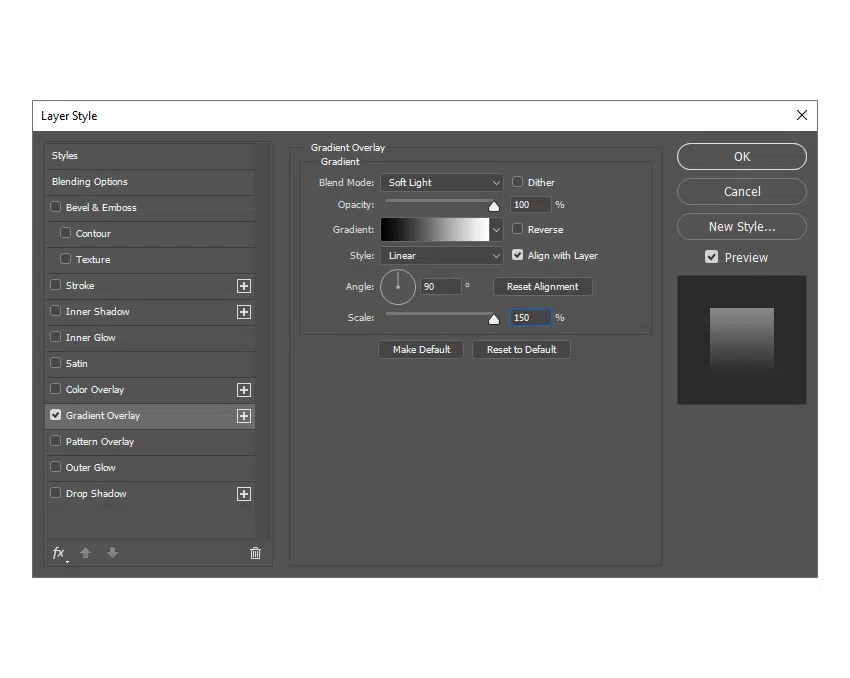 Layer Style
Styles
Blending Options
Bevel & Emboss
Contour
Texture
Stroke
Inner Shadow
Inner Glow
Satin
Color Overlay
Gradient Overlay
Pattern Overlay
Outer Glow
Drop Shadow
fx
Gradient Overlay
Gradient
Blend Mode: Soft Light Dither
Opacity: 100 %
Gradient: Reverse
Style: Linear Align with Layer
Angle: 90 ° Reset Alignment
Scale: 150 %
Make Default Reset to Default
OK
Cancel
New Style...
Preview